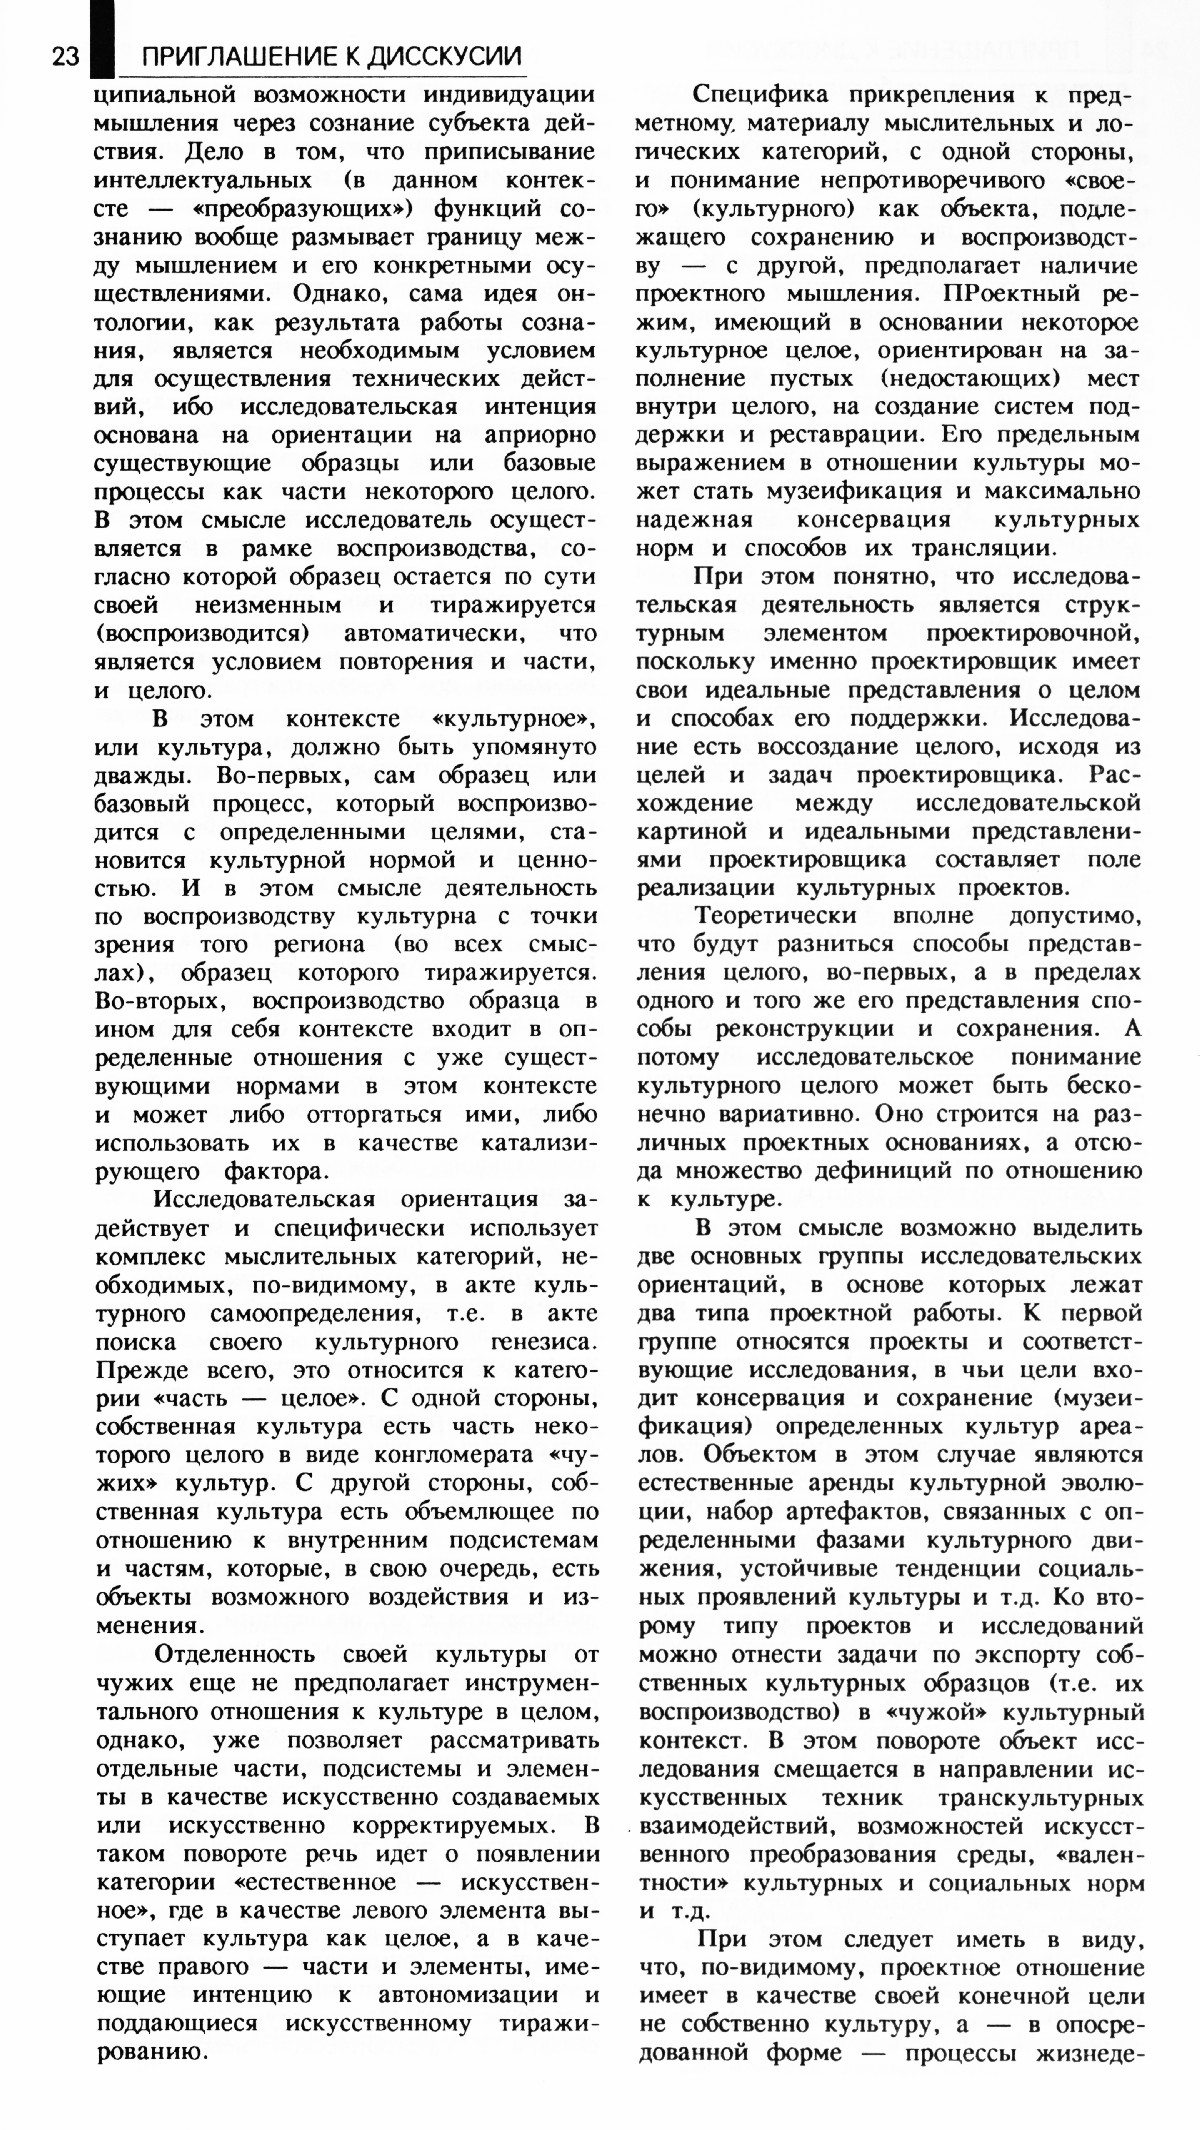 23
ПРИГЛАШЕНИЕ К ДИССКУСИИ
ципиальной возможности индивидуации
мышления через сознание субъекта дей-
ствия. Дело в том, что приписывание
интеллектуальных (в данном контек-
сте — «преобразующих») функций со-
знанию вообще размывает границу меж-
ду мышлением и его конкретными осу-
ществлениями. Однако, сама идея он-
тологии, как результата работы созна-
ния, является необходимым условием
для осуществления технических дейст-
вий, ибо исследовательская интенция
основана на ориентации на априорно
существующие образцы или базовые
процессы как части некоторого целого.
В этом смысле исследователь осущест-
вляется в рамке воспроизводства, со-
гласно которой образец остается по сути
своей неизменным и тиражируется
(воспроизводится) автоматически, что
является условием повторения и части,
и целого.
В этом контексте «культурное»,
или культура, должно быть упомянуто
дважды. Во-первых, сам образец или
базовый процесс, который воспроизво-
дится с определенными целями, ста-
новится культурной нормой и ценно-
стью. И в этом смысле деятельность
по воспроизводству культурна с точки
зрения того региона (во всех смыс-
лах), образец которого тиражируется.
Во-вторых, воспроизводство образца в
ином для себя контексте входит в оп-
ределенные отношения с уже сущест-
вующими нормами в этом контексте
и может либо отторгаться ими, либо
использовать их в качестве катализи-
рующего фактора.
Исследовательская ориентация за-
действует и специфически использует
комплекс мыслительных категорий, не-
обходимых, по-видимому, в акте куль-
турного самоопределения, т.е. в акте
поиска своего культурного генезиса.
Прежде всего, это относится к катего-
рии «часть — целое». С одной стороны,
собственная культура есть часть неко-
торого целого в виде конгломерата «чу-
жих» культур. С другой стороны, соб-
ственная культура есть объемлющее по
отношению к внутренним подсистемам
и частям, которые, в свою очередь, есть
объекты возможного воздействия и из-
менения.
Отделенность своей культуры от
чужих еще не предполагает инструмен-
тального отношения к культуре в целом,
однако, уже позволяет рассматривать
отдельные части, подсистемы и элемен-
ты в качестве искусственно создаваемых
или искусственно корректируемых. В
таком повороте речь идет о появлении
категории «естественное — искусствен-
ное», где в качестве левого элемента вы-
ступает культура как целое, а в каче-
стве правого — части и элементы, име-
ющие интенцию к автономизации и
поддающиеся искусственному тиражи-
рованию.
Специфика прикрепления к пред-
метному, материалу мыслительных и ло-
гических категорий, с одной стороны,
и понимание непротиворечивого «свое-
го» (культурного) как объекта, подле-
жащего сохранению и воспроизводст-
ву — с другой, предполагает наличие
проектного мышления. ПРоектный ре-
жим, имеющий в основании некоторое
культурное целое, ориентирован на за-
полнение пустых (недостающих) мест
внутри целого, на создание систем под-
держки и реставрации. Его предельным
выражением в отношении культуры мо-
жет стать музеификация и максимально
надежная консервация культурных
норм и способов их трансляции.
При этом понятно, что исследова-
тельская деятельность является струк-
турным элементом проектировочной,
поскольку именно проектировщик имеет
свои идеальные представления о целом
и способах его поддержки. Исследова-
ние есть воссоздание целого, исходя из
целей и задач проектировщика. Рас-
хождение между исследовательской
картиной и идеальными представлени-
ями проектировщика составляет поле
реализации культурных проектов.
Теоретически вполне допустимо,
что будут разниться способы представ-
ления целого, во-первых, а в пределах
одного и того же его представления спо-
собы реконструкции и сохранения. А
потому исследовательское понимание
культурного целого может быть беско-
нечно вариативно. Оно строится на раз-
личных проектных основаниях, а отсю-
да множество дефиниций по отношению
к культуре.
В этом смысле возможно выделить
две основных группы исследовательских
ориентаций, в основе которых лежат
два типа проектной работы. К первой
группе относятся проекты и соответст-
вующие исследования, в чьи цели вхо-
дит консервация и сохранение (музеи-
фикация) определенных культур ареа-
лов. Объектом в этом случае являются
естественные аренды культурной эволю-
ции, набор артефактов, связанных с оп-
ределенными фазами культурного дви-
жения, устойчивые тенденции социаль-
ных проявлений культуры и т.д. Ко вто-
рому типу проектов и исследований
можно отнести задачи по экспорту соб-
ственных культурных образцов (т.е. их
воспроизводство) в «чужой» культурный
контекст. В этом повороте объект исс-
ледования смещается в направлении ис-
кусственных техник транскультурных
взаимодействий, возможностей искусст-
венного преобразования среды, «вален-
тности» культурных и социальных норм
и т.д.
При этом следует иметь в виду,
что, по-видимому, проектное отношение
имеет в качестве своей конечной цели
не собственно культуру, а — в опосре-
дованной форме — процессы жизнеде-